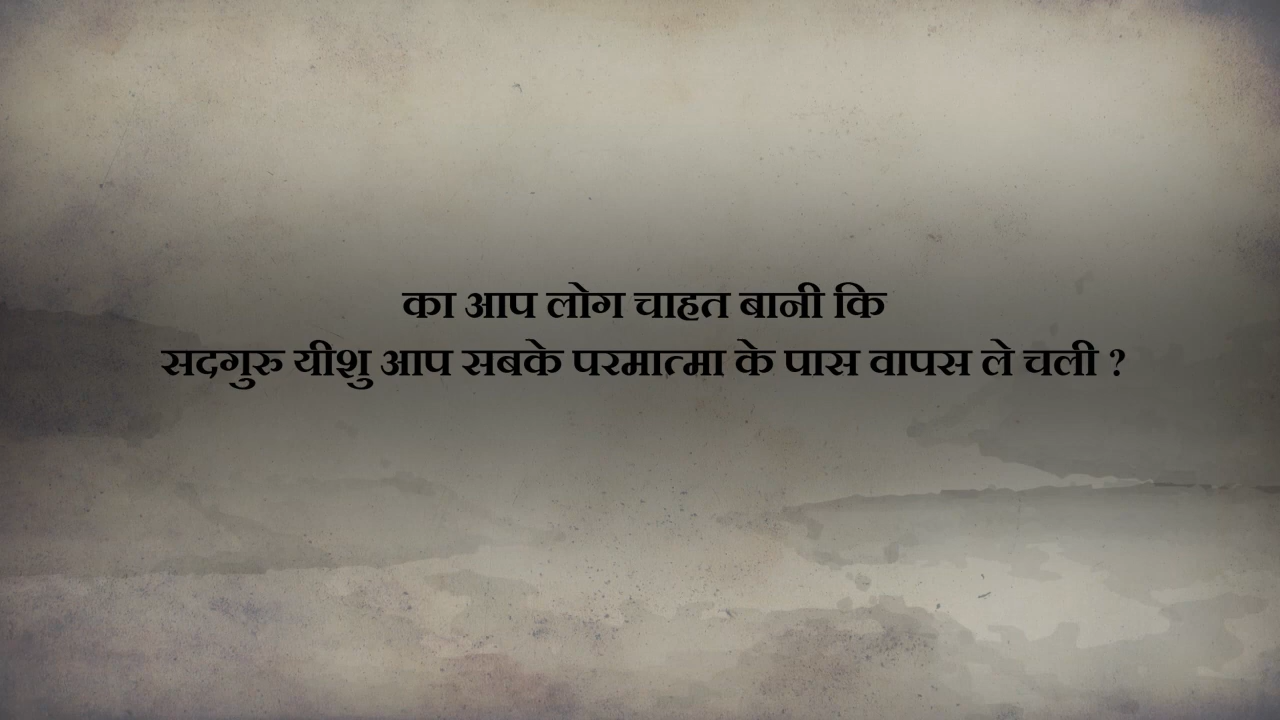 का आप लोग चाहत बानी कि
सदगुरु यीशु आप सबके परमात्मा के पास वापस ले चली ?